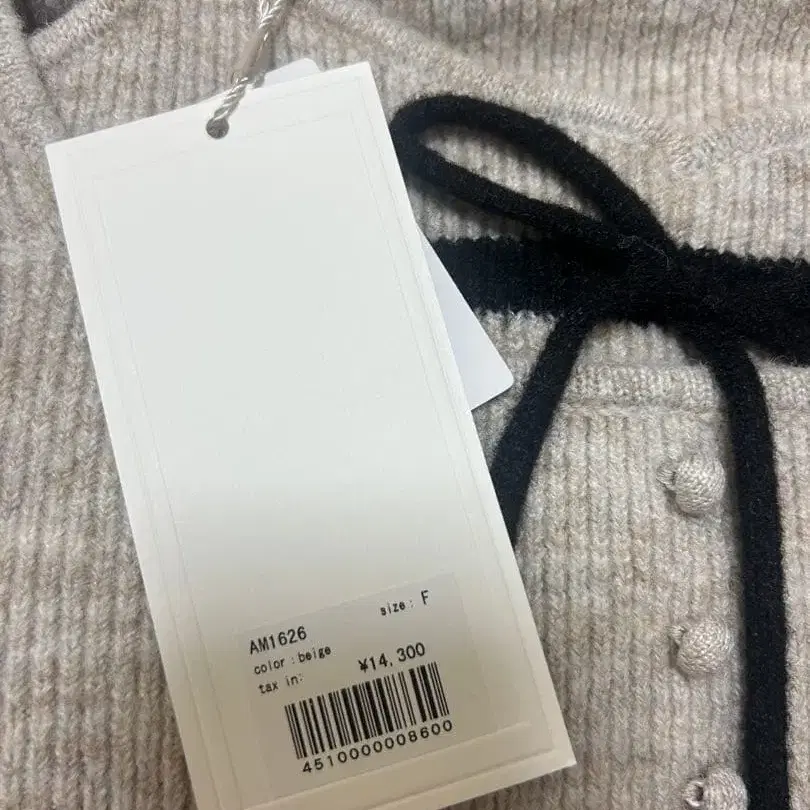 AM1626 size: F
color:beige
tax in: ¥14,300
4510000008600